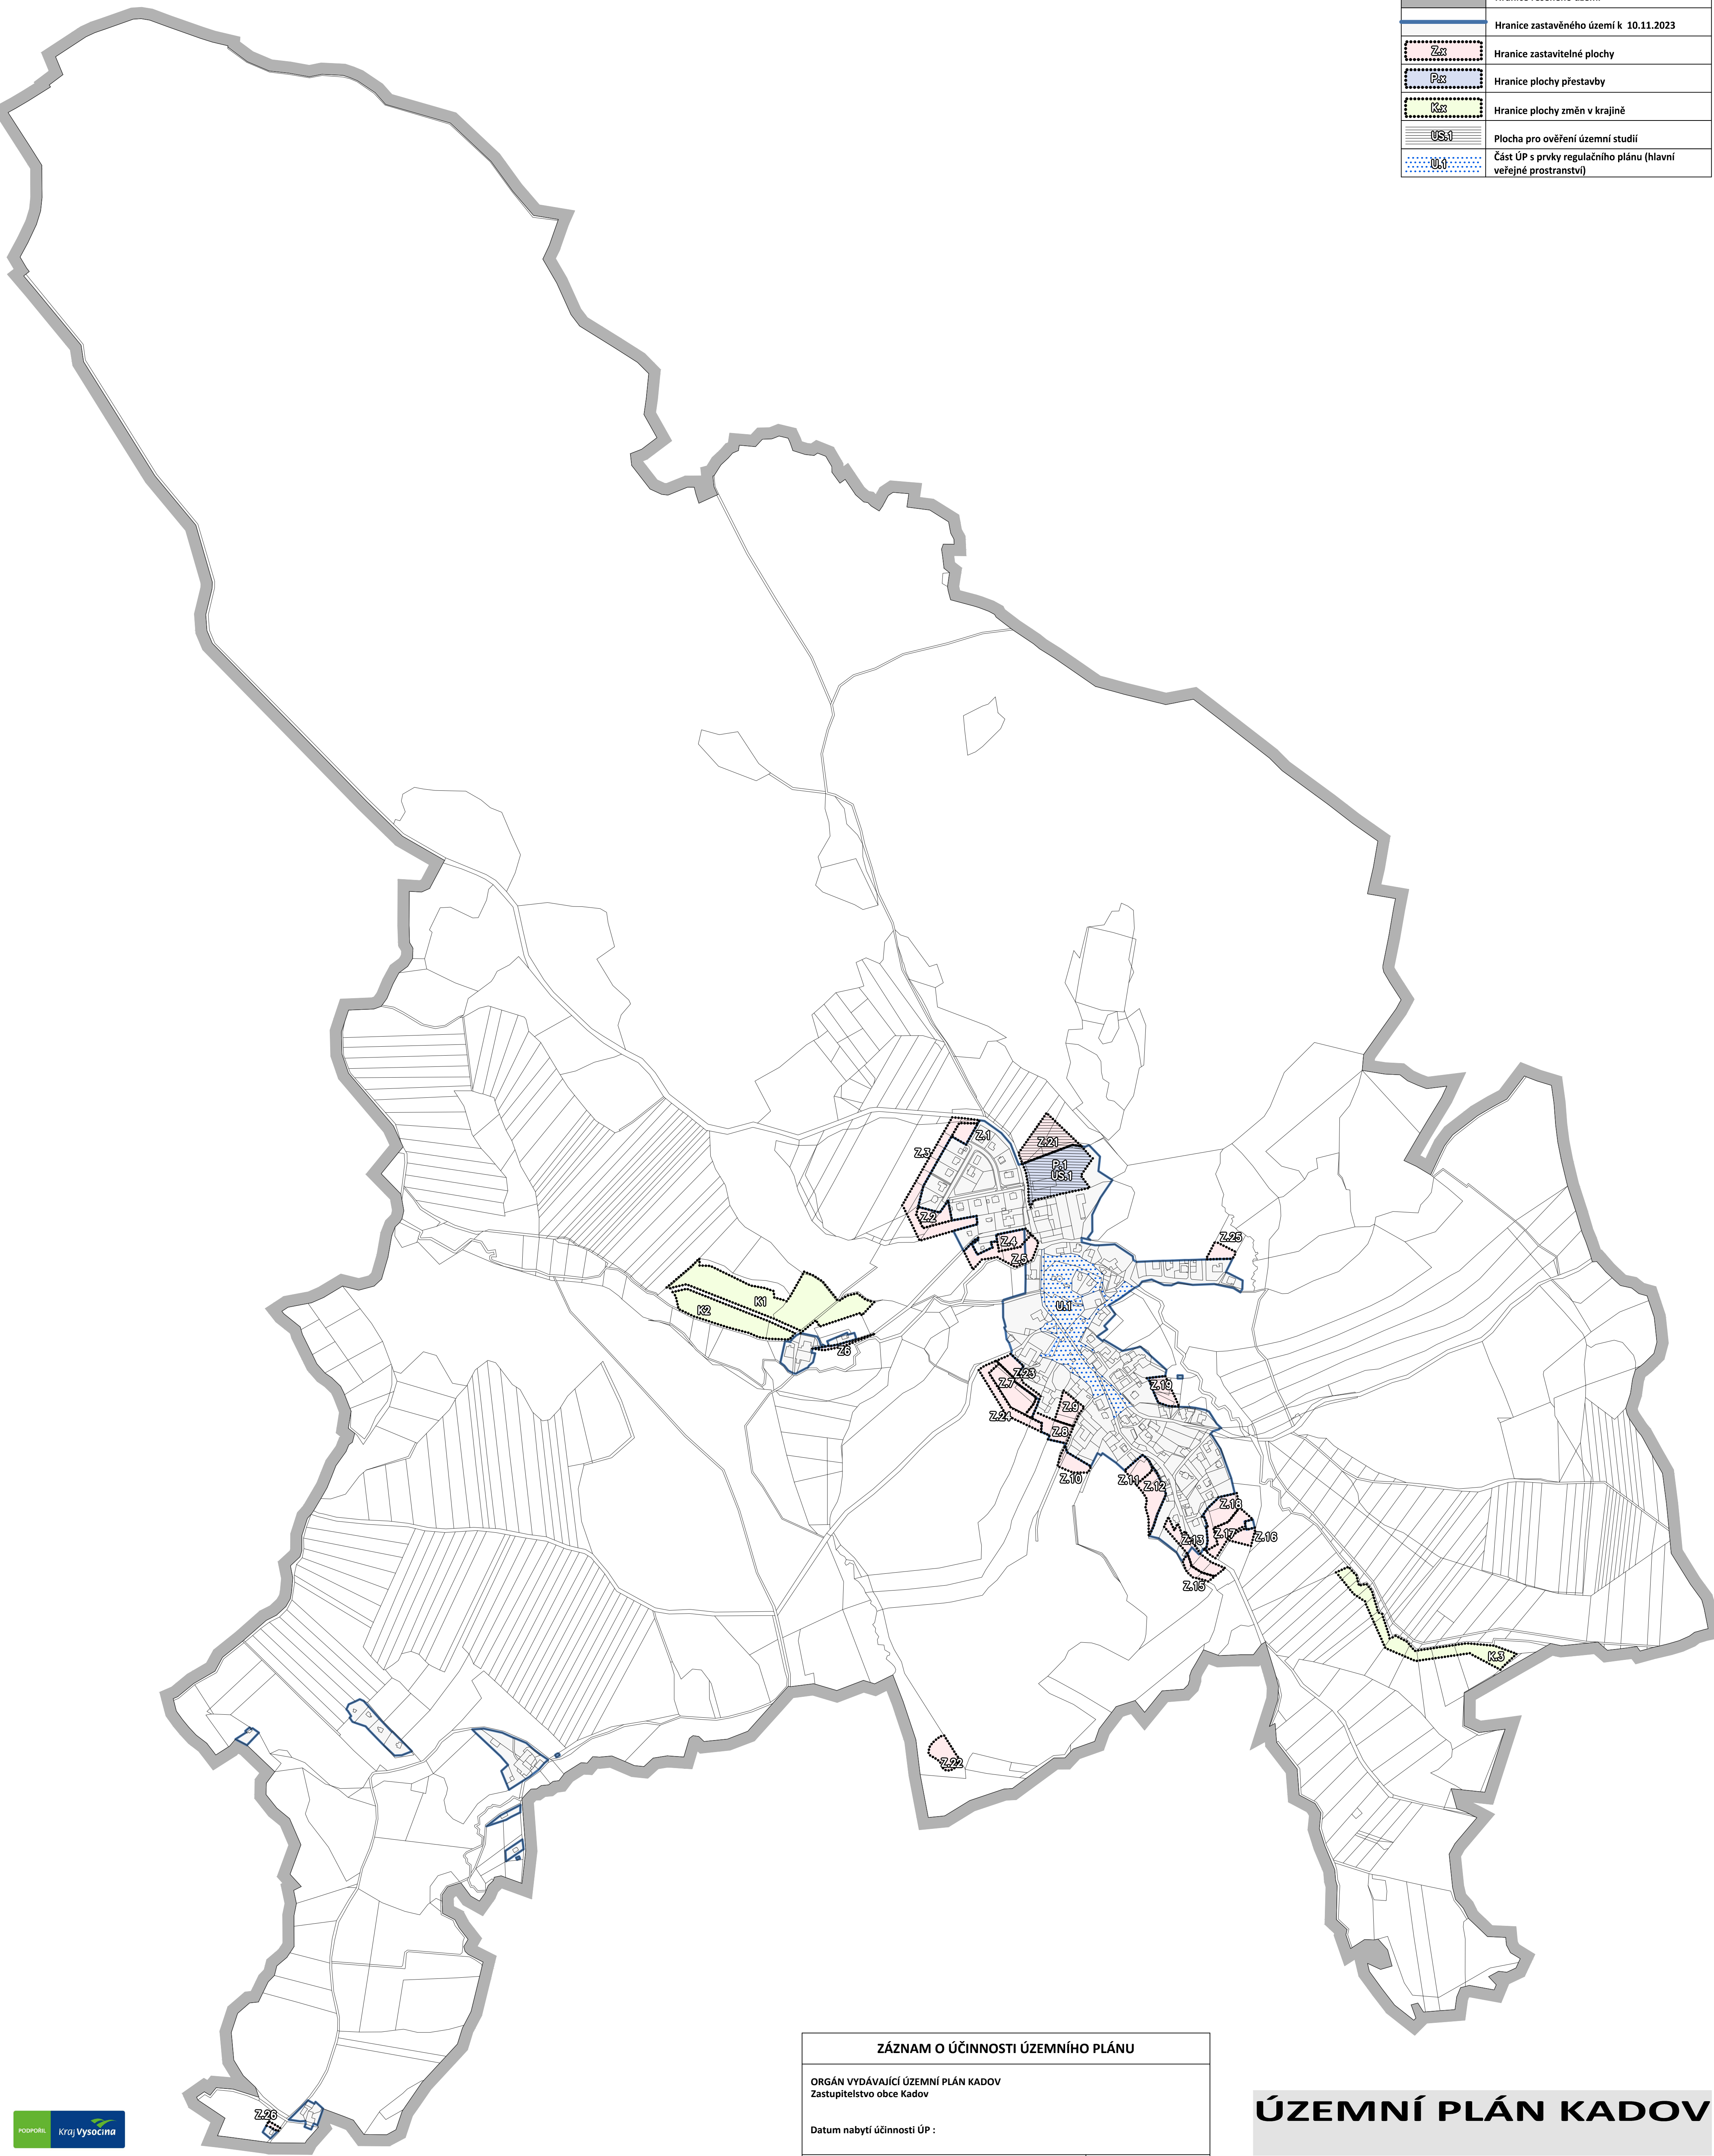 Hranice zastavěného území k 10.11.2023
Z.x
Hranice zastavitelné plochy
P.x
Hranice plochy přestavby
K.x
Hranice plochy změn v krajině
US.1
Plocha pro ověření územní studií
U.1
Část ÚP s prvky regulačního plánu (hlavní
veřejné prostranství)
Z.1
Z.21
Z.3
P.1
US.1
Z.2
Z.4
Z.25
Z.5
K1
U.1
K2
Z6
Z.23
Z.7
Z.19
Z.9
Z.24
Z.8
Z.10
Z.11
Z.12
Z.18
Z.17
Z.16
Z.13
Z.15
K.3
Z.22
Z.26
ZÁZNAM O ÚČINNOSTI ÚZEMNÍHO PLÁNU
ORGÁN VYDÁVAJÍCÍ ÚZEMNÍ PLÁN KADOV
Zastupitelstvo obce Kadov
Datum nabytí účinnosti ÚP :
ÚZEMNÍ PLÁN KADOV
PODPOŘIL
Kraj Vysočina